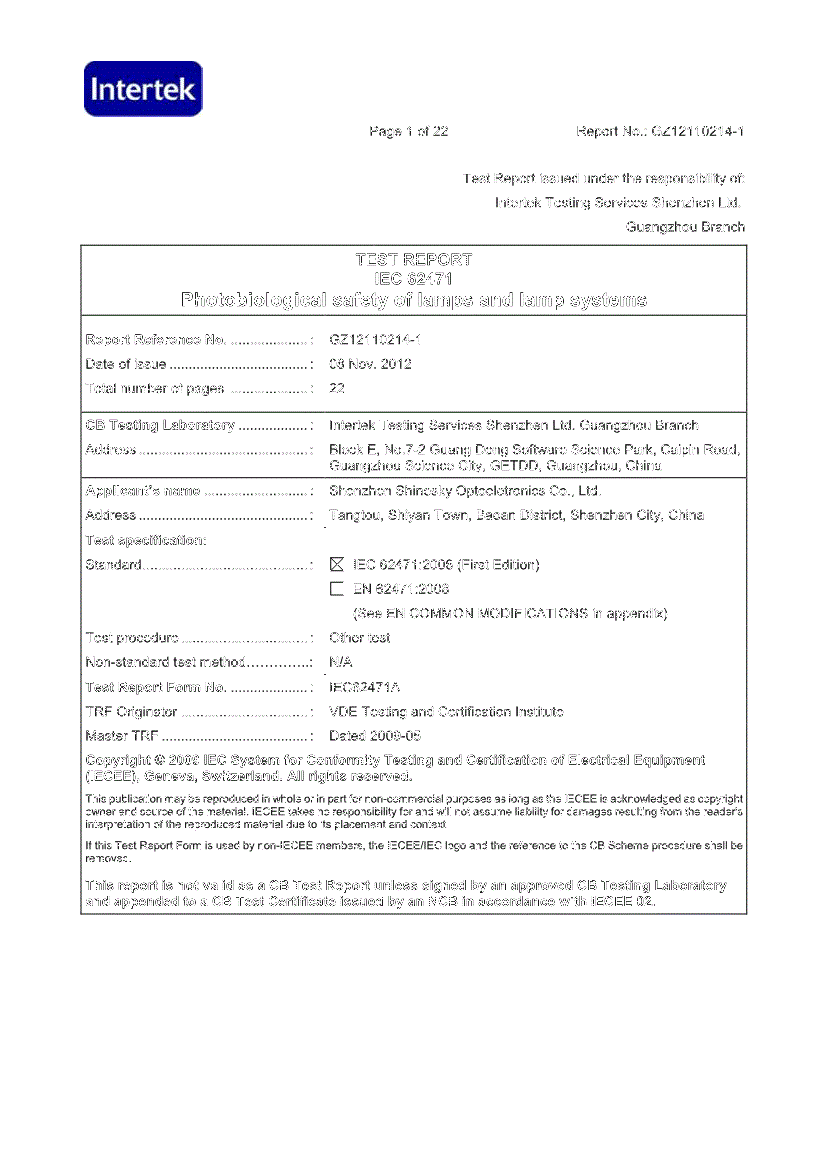 Intertek
Page 1 of 22 Report No.: GZ12110214-1
Test Report issued under the responsibility of:
Intertek Testing Services Shenzhen Ltd.
Guangzhou Branch
TEST REPORT
IEC 62471
Photobiological safety of lamps and lamp systems
Report Reference No. ................... : GZ12110214-1
Date of issue .................................. : 08 Nov. 2012
Total number of pages ................... : 22
CB Testing Laboratory ................. : Intertek Testing Services Shenzhen Ltd. Guangzhou Branch
Address ......................................... : Block E, No.7-2 Guang Dong Software Science Park, Caipin Road,
Guangzhou Science City, GETDD, Guangzhou, China
Applicant's name ......................... : Shenzhen Shinesky Optoeletronics Co., Ltd.
Address ......................................... : Tangtou, Shiyan Town, Baoan District, Shenzhen City, China
Test specification:
Standard........................................ : IEC 62471:2006 (First Edition)
EN 62471:2008
(See EN COMMON MODIFICATIONS in appendix)
Test procedure ............................... : Other test
Non-standard test method..............: N/A
Test Report Form No. ................... : IEC62471A
TRF Originator ............................... : VDE Testing and Certification Institute
Master TRF .................................... : Dated 2009-05
Copyright © 2009 IEC System for Conformity Testing and Certification of Electrical Equipment
(IECEE), Geneva, Switzerland. All rights reserved.
This publication may be reproduced in whole or in part for non-commercial purposes as long as the IECEE is acknowledged as copyright
owner and source of the material. IECEE takes no responsibility for and will not assume liability for damages resulting from the reader's
interpretation of the reproduced material due to its placement and context.
If this Test Report Form is used by non-IECEE members, the IECEE/IEC logo and the reference to the CB Scheme procedure shall be
removed.
This report is not valid as a CB Test Report unless signed by an approved CB Testing Laboratory
and appended to a CB Test Certificate issued by an NCB in accordance with IECEE 02.